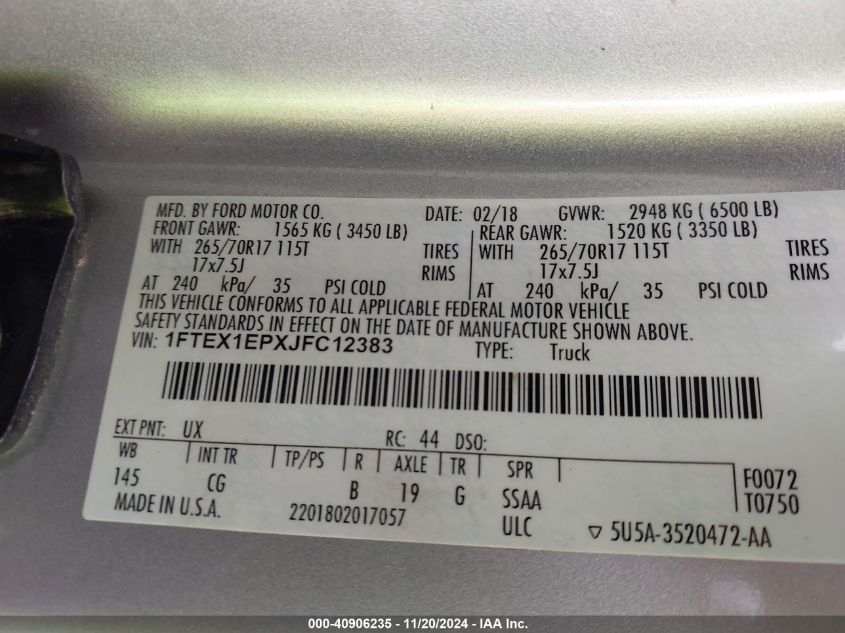 MFD. BY FORD MOTOR CO. DATE: 02/18 GVWR: 2948 KG ( 6500 LB)
FRONT GAWR: 1565 KG ( 3450 LB) REAR GAWR: 1520 KG ( 3350 LB)
WITH 265/70R17 115T TIRES WITH 265/70R17 115T TIRES
17x7.5J RIMS 17x7.5J RIMS
AT 240 kPa/ 35 PSI COLD AT 240 kPa/ 35 PSI COLD
THIS VEHICLE CONFORMS TO ALL APPLICABLE FEDERAL MOTOR VEHICLE
SAFETY STANDARDS IN EFFECT ON THE DATE OF MANUFACTURE SHOWN ABOVE.
VIN: 1FTEX1EPXJFC12383 TYPE: Truck
EXT PNT: UX RC: 44 DSO:
WB INT TR TP/PS R AXLE TR SPR F0072
145 CG B 19 G SSAA T0750
MADE IN U.S.A. 2201802017057 ULC ▽ 5U5A-3520472-AA
000-40906235 - 11/20/2024 - IAA Inc.